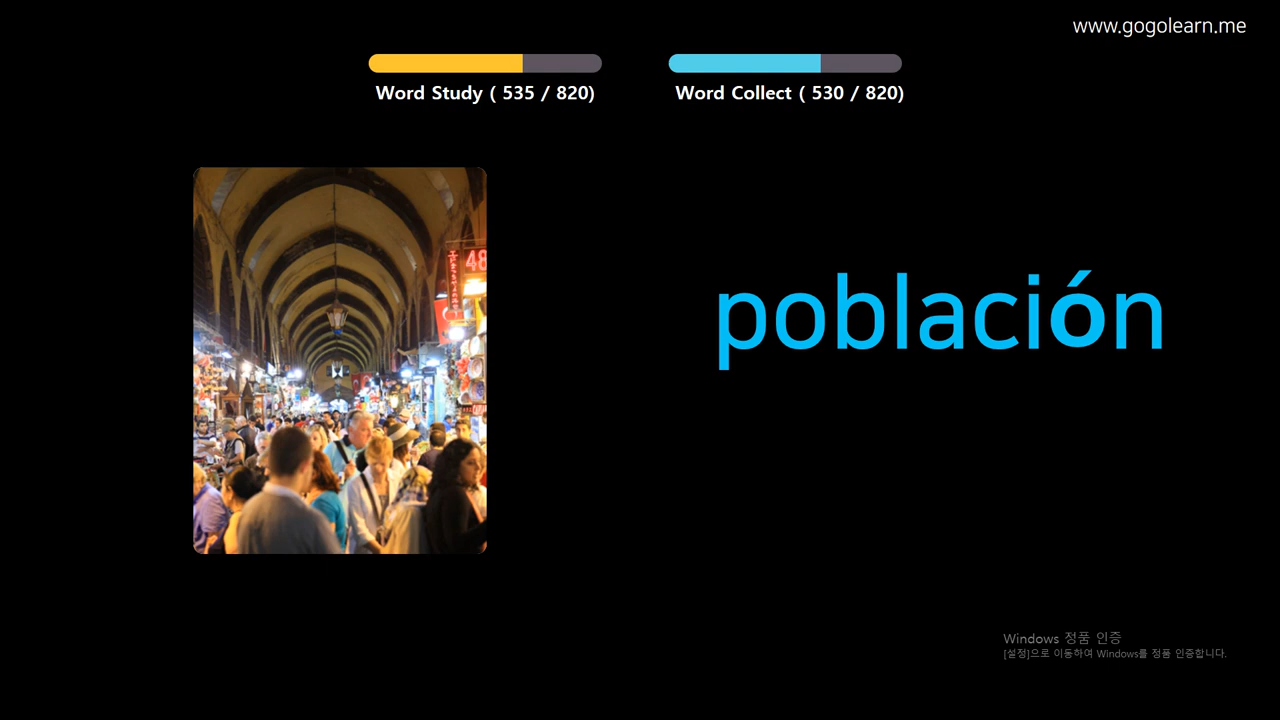 www.gogolearn.me
Word Study ( 535 / 820)
Word Collect ( 530 / 820)
48
población
Windows 정품 인증
[설정]으로 이동하여 Windows를 정품 인증합니다.